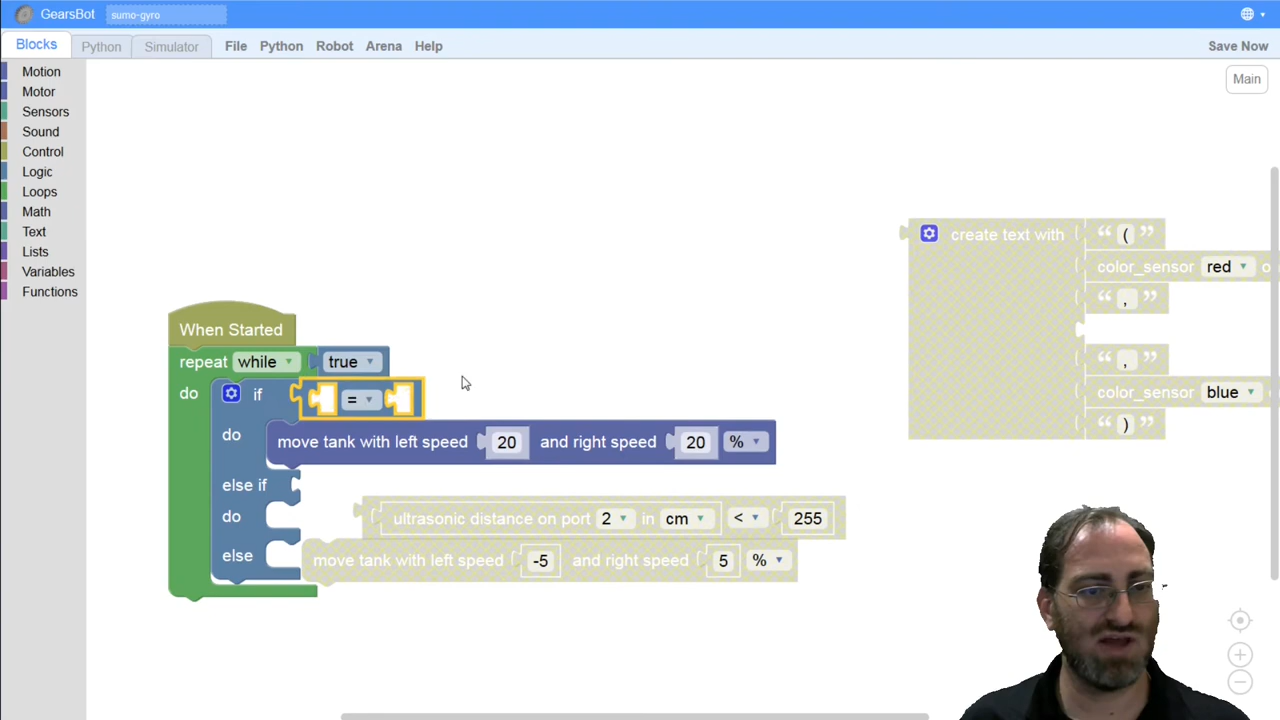 GearsBot sumo-gyro
Blocks Python Simulator File Python Robot Arena Help Save Now
Main
Motion
Motor
Sensors
Sound
Control
Logic
Loops
Math
Text
Lists
Variables
Functions
When Started
repeat while true
do if =
do move tank with left speed 20 and right speed 20 %
else if
do
else
ultrasonic distance on port 2 in cm < 255
move tank with left speed -5 and right speed 5 %
create text with “ ( ”
color_sensor red
“ , ”
“ , ”
color_sensor blue
“ ) ”